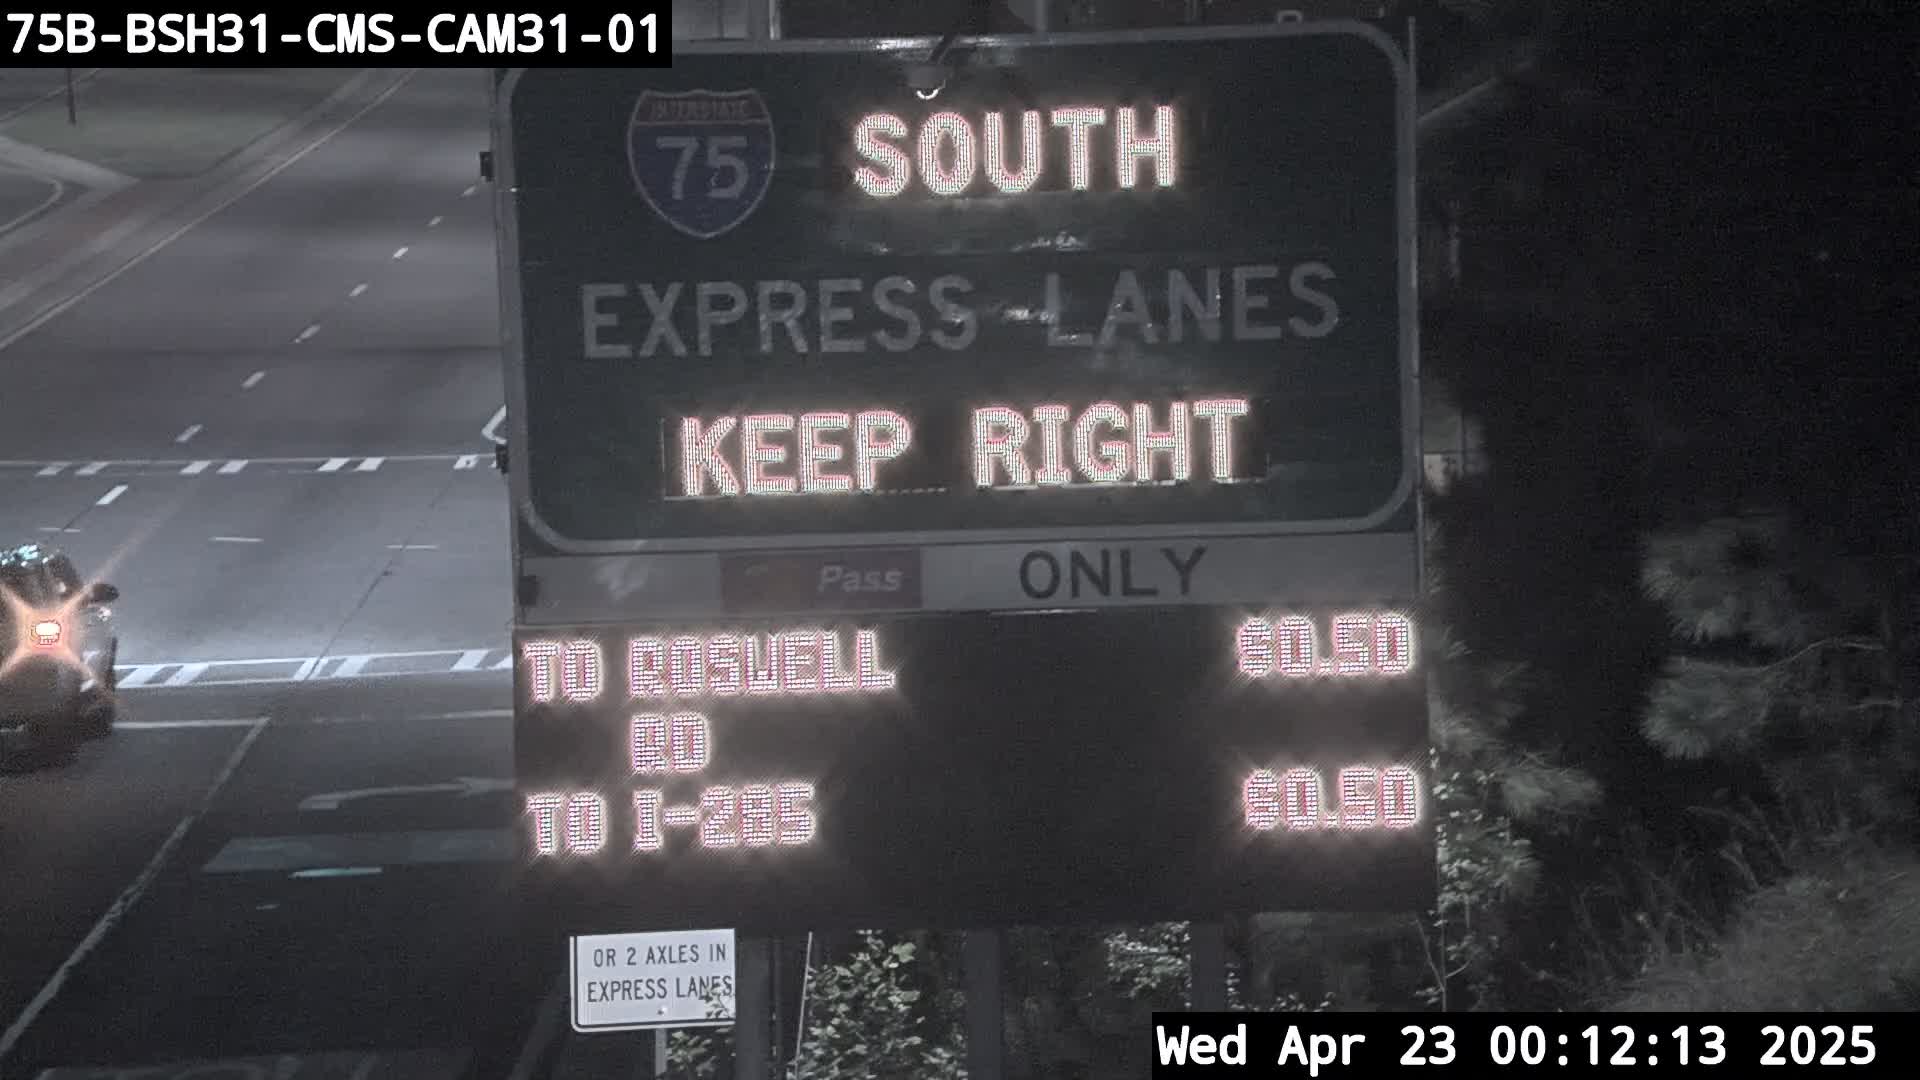 75B-BSH31-CMS-CAM31-01
INTERSTATE
75
SOUTH
EXPRESS LANES
KEEP RIGHT
Pass ONLY
TO ROSWELL $0.50
RD
TO I-285 $0.50
OR 2 AXLES IN
EXPRESS LANES
Wed Apr 23 00:12:13 2025